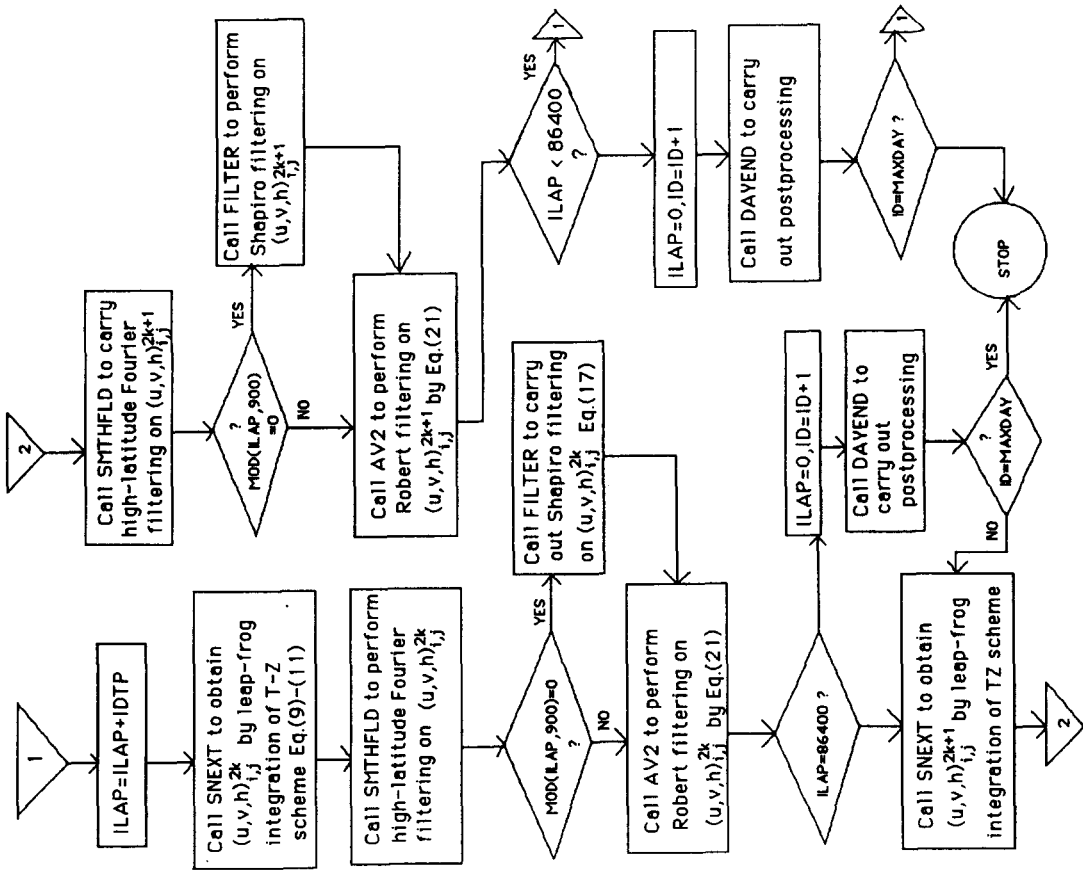 1
ILAP=ILAP+IDTP
Call SNEXT to obtain
(u,v,h)^{2k}_{i,j} by leap-frog
integration of T-Z
scheme Eq.(9)-(11)
Call SMTHFLD to perform
high-latitude Fourier
filtering on (u,v,h)^{2k}_{i,j}
MOD(ILAP,900)=0
?
YES
NO
Call FILTER to carry
out Shapiro filtering
on (u,v,h)^{2k}_{i,j} Eq.(17)
Call AV2 to perform
Robert filtering on
(u,v,h)^{2k}_{i,j} by Eq.(21)
ILAP=86400 ?
ILAP=0,ID=ID+1
Call DAYEND to
carry out
postprocessing
?
ID=MAXDAY
NO
YES
Call SNEXT to obtain
(u,v,h)^{2k+1}_{i,j} by leap-frog
integration of TZ scheme
2
2
Call SMTHFLD to carry
high-latitude Fourier
filtering on (u,v,h)^{2k+1}_{i,j}
?
MOD(ILAP,900)
=0
YES
NO
Call FILTER to perform
Shapiro filtering on
(u,v,h)^{2k+1}_{i,j}
Call AV2 to perform
Robert filtering on
(u,v,h)^{2k+1}_{i,j} by Eq.(21)
ILAP < 86400
?
YES
1
ILAP=0,ID=ID+1
Call DAYEND to carry
out postprocessing
ID=MAXDAY ?
1
STOP